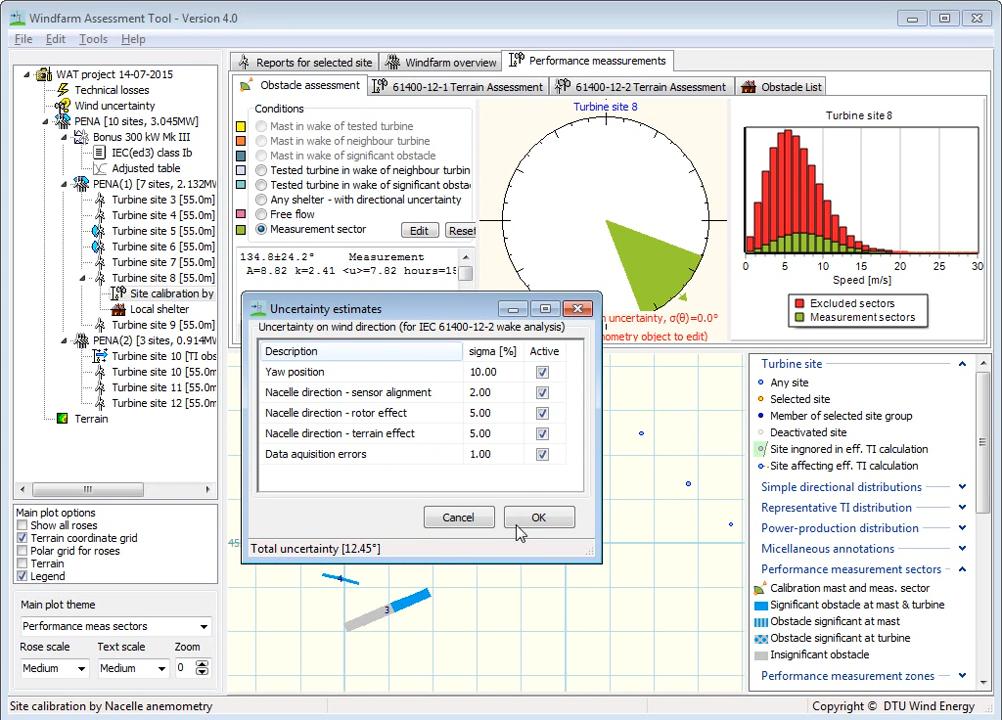 Windfarm Assessment Tool - Version 4.0
File Edit Tools Help
WAT project 14-07-2015
Technical losses
Wind uncertainty
PENA [10 sites, 3.045MW]
Bonus 300 kW Mk III
IEC(ed3) class Ib
Adjusted table
PENA(1) [7 sites, 2.132MW
Turbine site 3 [55.0m]
Turbine site 4 [55.0m]
Turbine site 5 [55.0m]
Turbine site 6 [55.0m]
Turbine site 7 [55.0m]
Turbine site 8 [55.0m]
Site calibration by
Local shelter
Turbine site 9 [55.0m]
PENA(2) [3 sites, 0.914MW
Turbine site 10 [TI obs
Turbine site 10 [55.0m
Turbine site 11 [55.0m
Turbine site 12 [55.0m
Terrain
Main plot options
Show all roses
Terrain coordinate grid
Polar grid for roses
Terrain
Legend
Main plot theme
Performance meas sectors
Rose scale Text scale Zoom
Medium Medium 0
Reports for selected site Windfarm overview Performance measurements
Obstacle assessment 61400-12-1 Terrain Assessment 61400-12-2 Terrain Assessment Obstacle List
Conditions
Mast in wake of tested turbine
Mast in wake of neighbour turbine
Mast in wake of significant obstacle
Tested turbine in wake of neighbour turbin
Tested turbine in wake of significant obsta
Any shelter - with directional uncertainty
Free flow
Measurement sector
Edit Reset
134.8±24.2° Measurement
A=8.82 k=2.41 <u>=7.82 hours=15
Turbine site 8
n uncertainty, σ(θ)=0.0°
mometry object to edit)
Turbine site 8
0 5 10 15 20 25 30
Speed [m/s]
Excluded sectors
Measurement sectors
Uncertainty estimates
Uncertainty on wind direction (for IEC 61400-12-2 wake analysis)
Description sigma [%] Active
Yaw position 10.00
Nacelle direction - sensor alignment 2.00
Nacelle direction - rotor effect 5.00
Nacelle direction - terrain effect 5.00
Data aquisition errors 1.00
Cancel OK
Total uncertainty [12.45°]
45
4
3
Turbine site
Any site
Selected site
Member of selected site group
Deactivated site
Site ingnored in eff. TI calculation
Site affecting eff. TI calculation
Simple directional distributions
Representative TI distribution
Power-production distribution
Miscellaneous annotations
Performance measurement sectors
Calibration mast and meas. sector
Significant obstacle at mast & turbine
Obstacle significant at mast
Obstacle significant at turbine
Insignificant obstacle
Performance measurement zones
Site calibration by Nacelle anemometry
Copyright © DTU Wind Energy